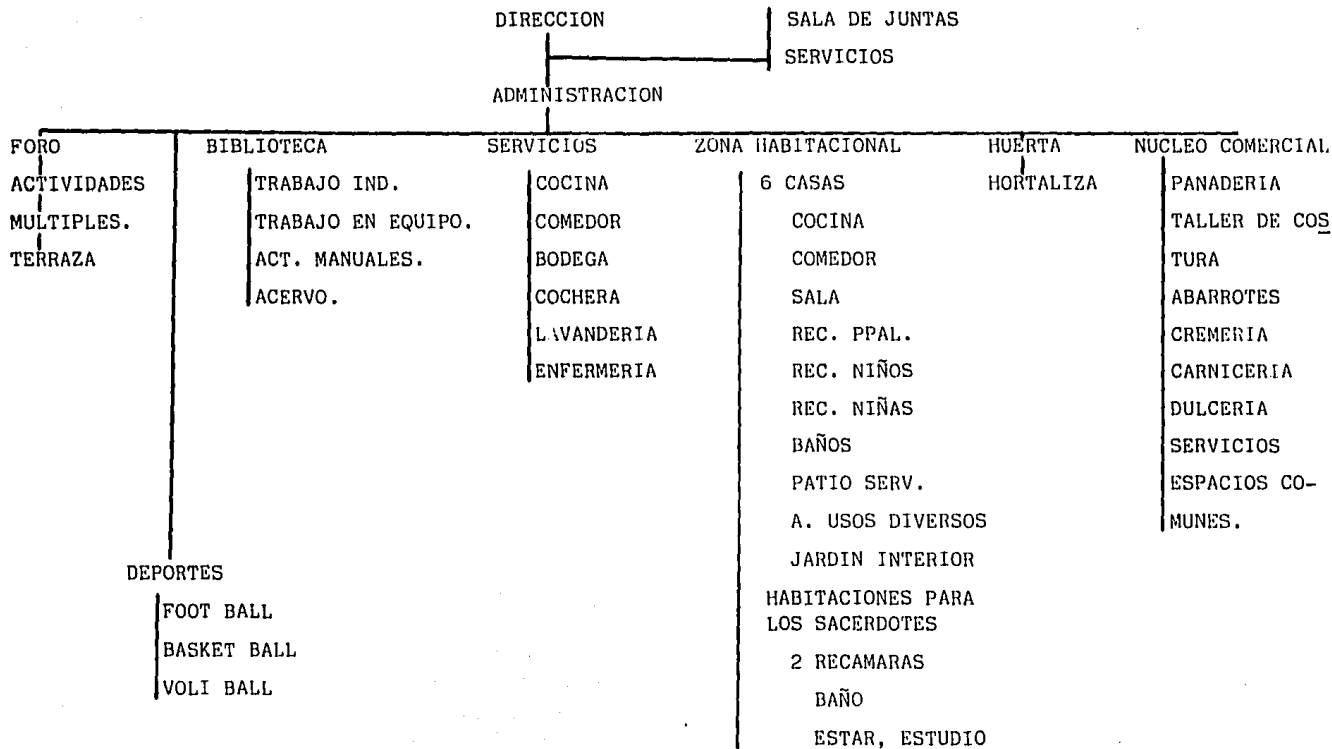 DIRECCION
SALA DE JUNTAS
SERVICIOS
ADMINISTRACION
FORO
ACTIVIDADES
MULTIPLES.
TERRAZA
DEPORTES
FOOT BALL
BASKET BALL
VOLI BALL
BIBLIOTECA
TRABAJO IND.
TRABAJO EN EQUIPO.
ACT. MANUALES.
ACERVO.
SERVICIOS
COCINA
COMEDOR
BODEGA
COCHERA
LAVANDERIA
ENFERMERIA
ZONA HABITACIONAL
6 CASAS
COCINA
COMEDOR
SALA
REC. PPAL.
REC. NIÑOS
REC. NIÑAS
BAÑOS
PATIO SERV.
A. USOS DIVERSOS
JARDIN INTERIOR
HABITACIONES PARA
LOS SACERDOTES
2 RECAMARAS
BAÑO
ESTAR, ESTUDIO
HUERTA
HORTALIZA
NUCLEO COMERCIAL
PANADERIA
TALLER DE COS
TURA
ABARROTES
CREMERIA
CARNICERIA
DULCERIA
SERVICIOS
ESPACIOS CO-
MUNES.